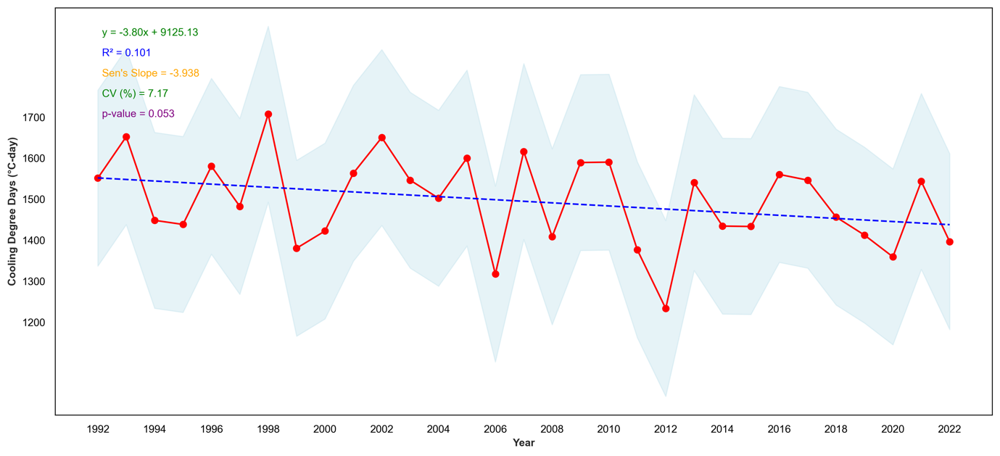 y = -3.80x + 9125.13
R² = 0.101
Sen's Slope = -3.938
CV (%) = 7.17
p-value = 0.053
1700
1600
1500
1400
1300
1200
Cooling Degree Days (°C-day)
1992 1994 1996 1998 2000 2002 2004 2006 2008 2010 2012 2014 2016 2018 2020 2022
Year